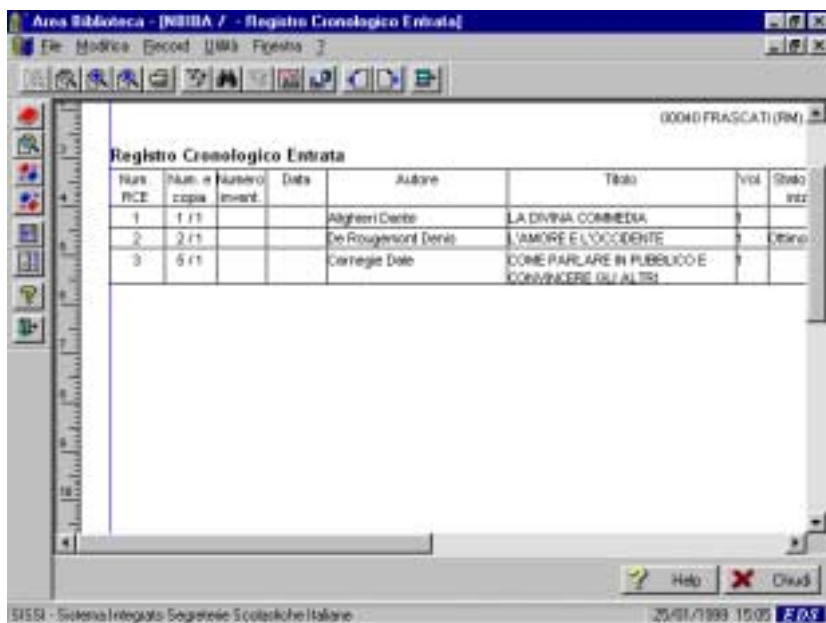 Area Biblioteca - [NBIBA / - Registro Cronologico Entrata]
File Modifica Record Utilità Finestra ?
00040 FRASCATI (RM)
Registro Cronologico Entrata
Num RCE Num. e copia Numero invent. Data Autore Titolo Vol. Stato
1 1 / 1 Alighieri Dante LA DIVINA COMMEDIA 1
2 2 / 1 De Rougemont Denis L'AMORE E L'OCCIDENTE 1 Ottimo
3 5 / 1 Carnegie Dale COME PARLARE IN PUBBLICO E CONVINCERE GLI ALTRI 1
Help Chiudi
SISSI - Sistema Integrato Segreterie Scolastiche Italiane 25/01/1999 15:05 EDS